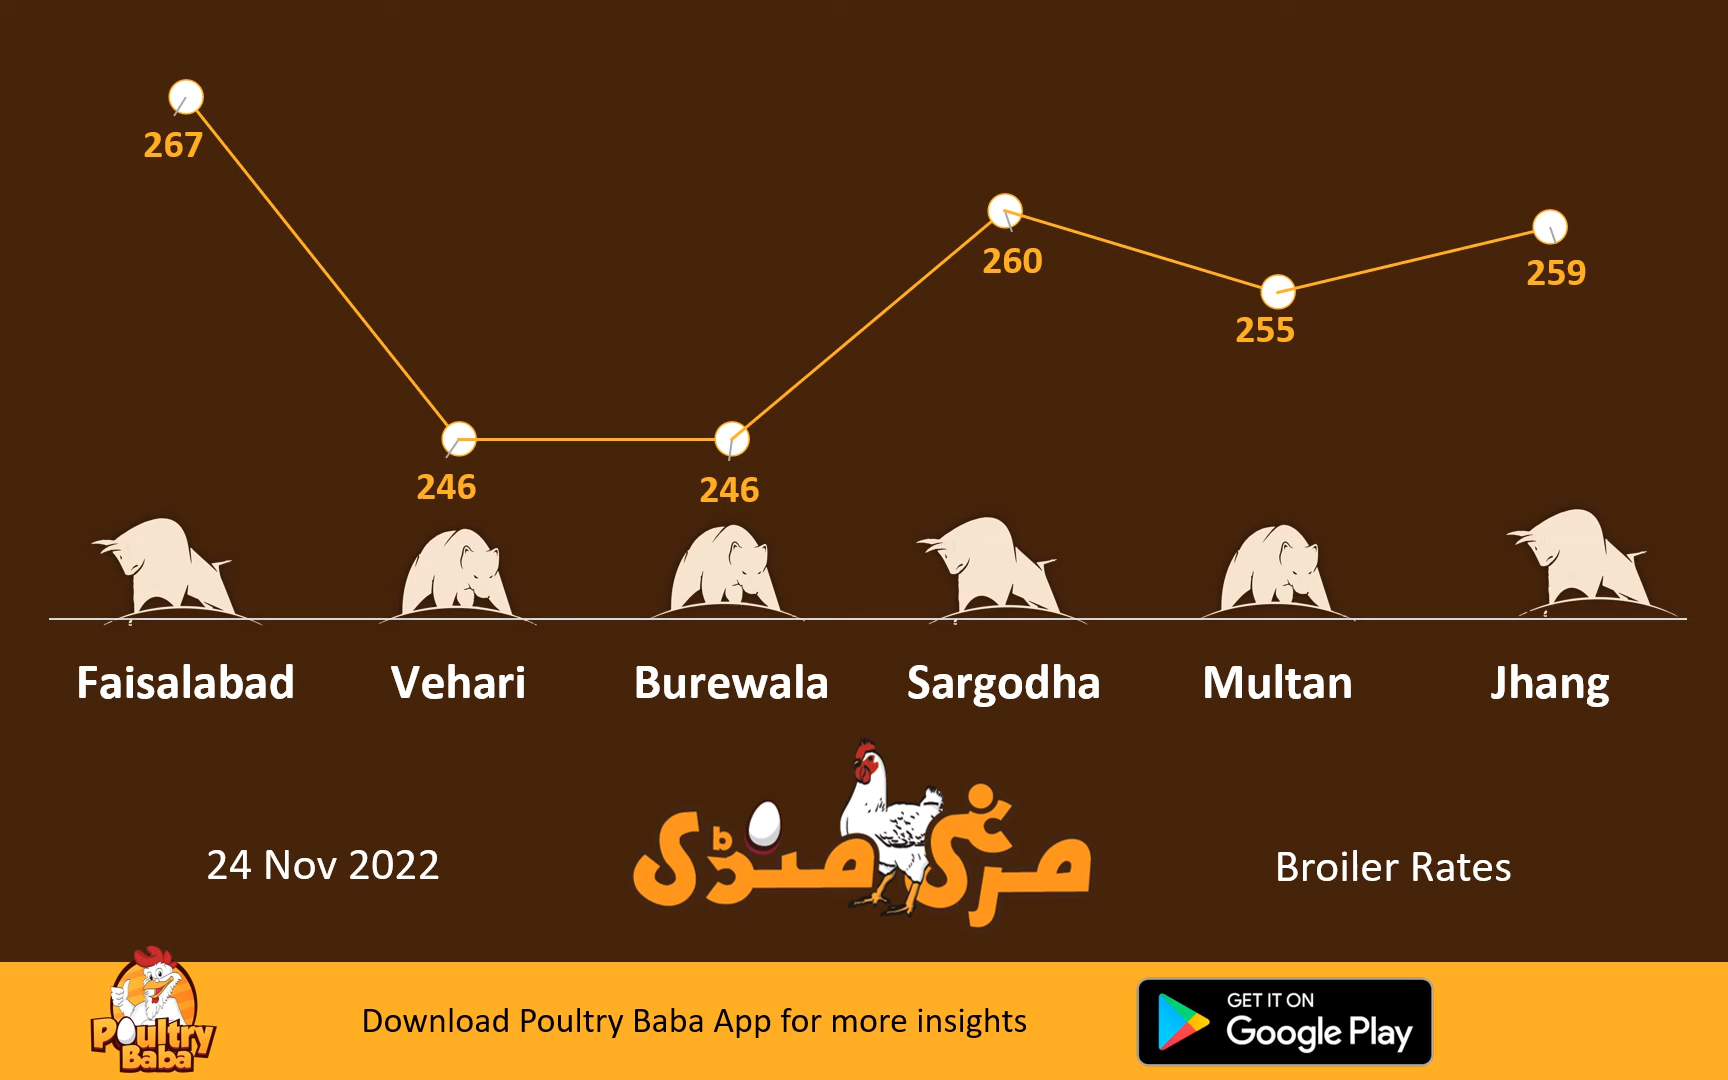 267
246
246
260
255
259
Faisalabad Vehari Burewala Sargodha Multan Jhang
مرغی منڈی
24 Nov 2022
Broiler Rates
Poultry
Baba
Download Poultry Baba App for more insights
GET IT ON
Google Play